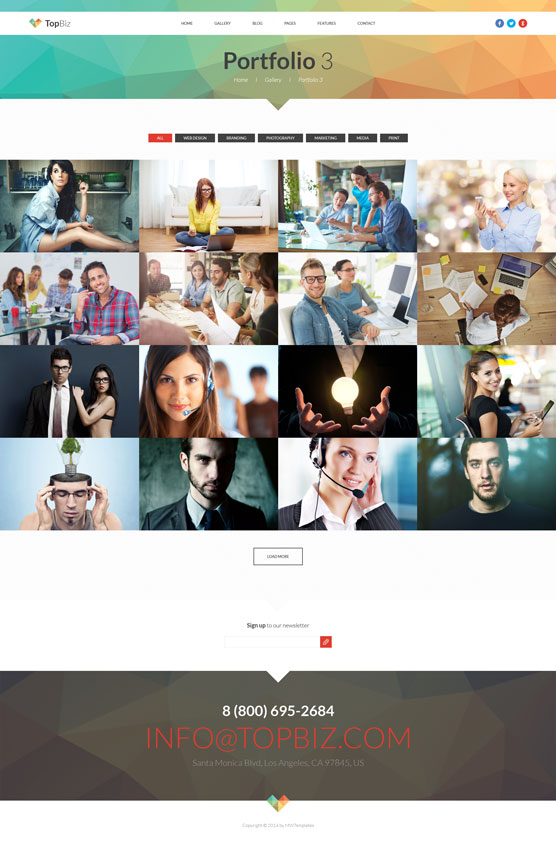 TopBiz
HOME GALLERY BLOG PAGES FEATURES CONTACT
Portfolio 3
Home | Gallery | Portfolio 3
ALL WEB DESIGN BRANDING PHOTOGRAPHY MARKETING MEDIA PRINT
LOAD MORE
Sign up to our newsletter
8 (800) 695-2684
INFO@TOPBIZ.COM
Santa Monica Blvd, Los Angeles, CA 97845, US
Copyright © 2014 by MWTemplates